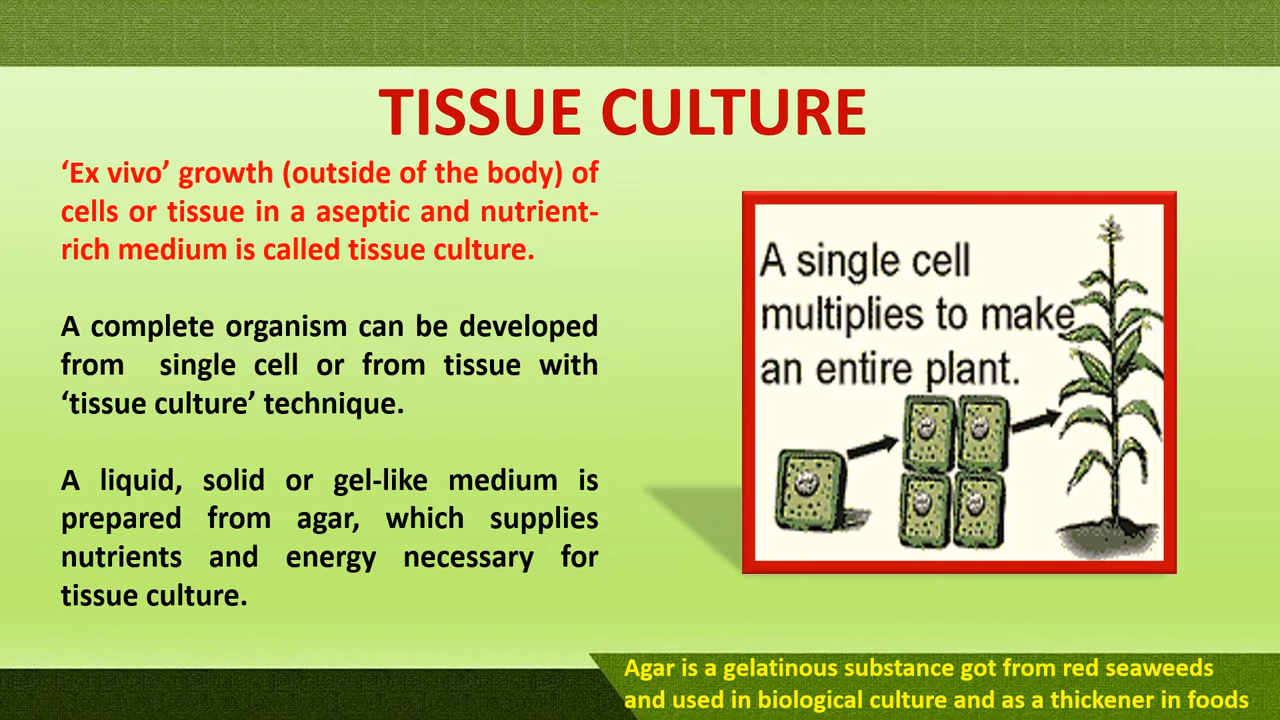 TISSUE CULTURE
‘Ex vivo’ growth (outside of the body) of
cells or tissue in a aseptic and nutrient-
rich medium is called tissue culture.
A complete organism can be developed
from single cell or from tissue with
‘tissue culture’ technique.
A liquid, solid or gel-like medium is
prepared from agar, which supplies
nutrients and energy necessary for
tissue culture.
A single cell
multiplies to make
an entire plant.
Agar is a gelatinous substance got from red seaweeds
and used in biological culture and as a thickener in foods